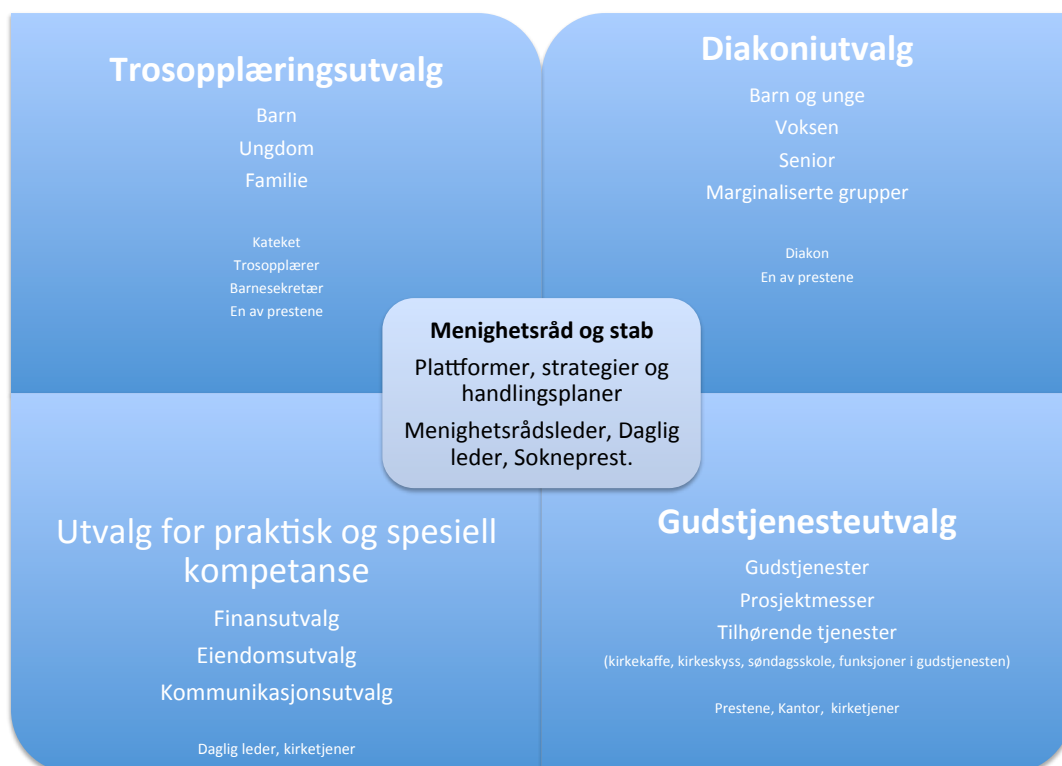 Trosopplæringsutvalg
Barn
Ungdom
Familie
Kateket
Trosopplærer
Barnesekretær
En av prestene
Diakoniutvalg
Barn og unge
Voksen
Senior
Marginaliserte grupper
Diakon
En av prestene
Menighetsråd og stab
Plattformer, strategier og
handlingsplaner
Menighetsrådsleder, Daglig
leder, Sokneprest.
Utvalg for praktisk og spesiell
kompetanse
Finansutvalg
Eiendomsutvalg
Kommunikasjonsutvalg
Daglig leder, kirketjener
Gudstjenesteutvalg
Gudstjenester
Prosjektmesser
Tilhørende tjenester
(kirkekaffe, kirkeskyss, søndagsskole, funksjoner i gudstjenesten)
Prestene, Kantor, kirketjener